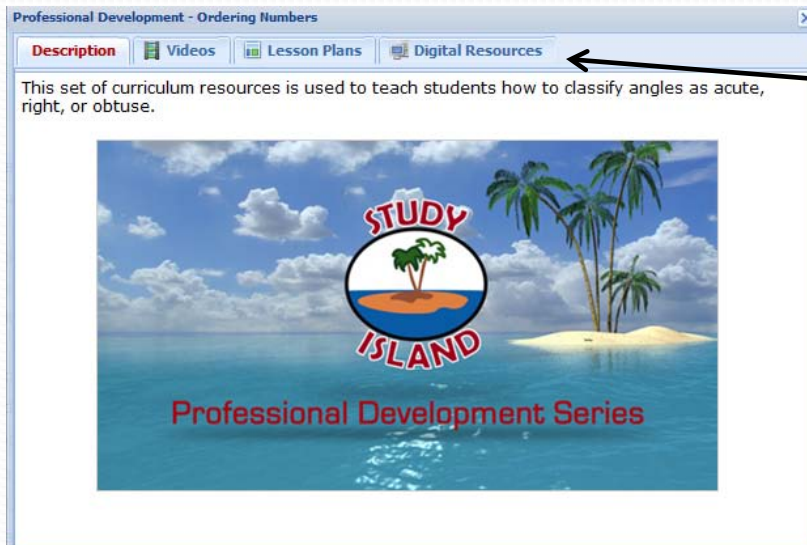 Professional Development - Ordering Numbers
Description Videos Lesson Plans Digital Resources
This set of curriculum resources is used to teach students how to classify angles as acute,
right, or obtuse.
STUDY
ISLAND
Professional Development Series